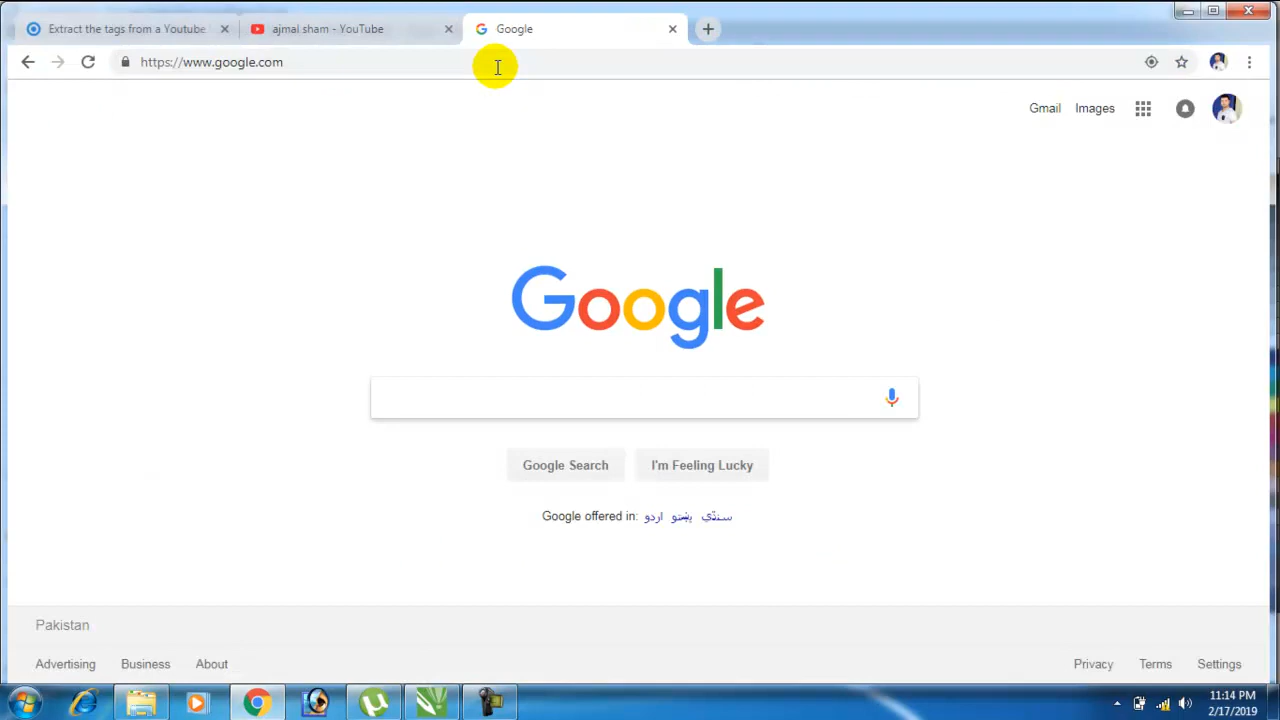 Extract the tags from a Youtube
ajmal sham - YouTube
Google
https://www.google.com
Gmail
Images
Google
Google Search
I'm Feeling Lucky
Google offered in: اردو پښتو سنڌي
Pakistan
Advertising
Business
About
Privacy
Terms
Settings
11:14 PM
2/17/2019